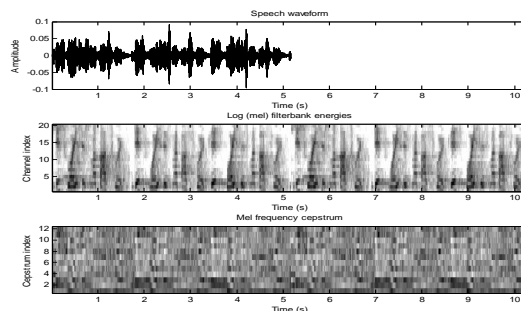 Speech waveform
0.1
0.05
0
-0.05
-0.1
Amplitude
1 2 3 4 5 6 7 8 9 10
Time (s)
Log (mel) filterbank energies
20
15
10
5
Channel index
1 2 3 4 5 6 7 8 9 10
Time (s)
Mel frequency cepstrum
12
10
8
6
4
2
Cepstrum index
1 2 3 4 5 6 7 8 9 10
Time (s)